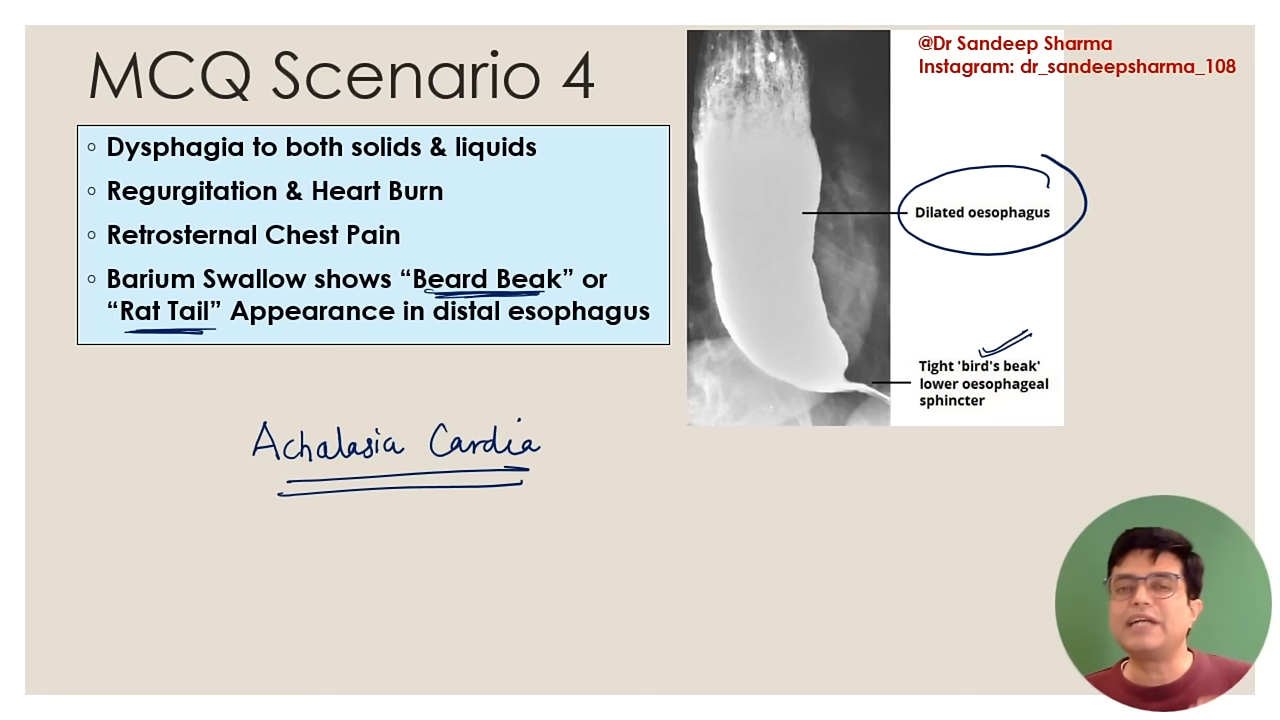 MCQ Scenario 4
@Dr Sandeep Sharma
Instagram: dr_sandeepsharma_108
◦ Dysphagia to both solids & liquids
◦ Regurgitation & Heart Burn
◦ Retrosternal Chest Pain
◦ Barium Swallow shows “Beard Beak” or
“Rat Tail” Appearance in distal esophagus
Dilated oesophagus
Tight 'bird's beak'
lower oesophageal
sphincter
Achalasia Cardia